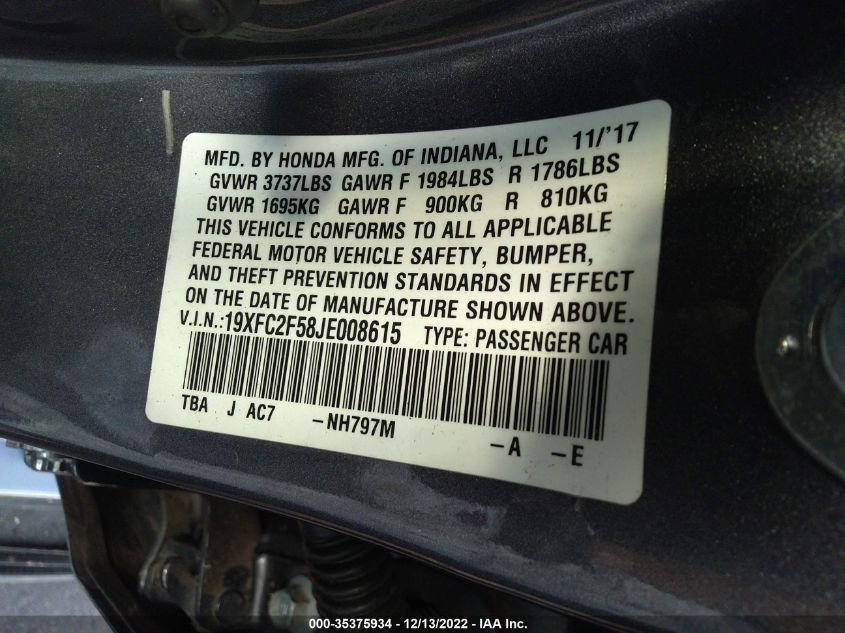 MFD. BY HONDA MFG. OF INDIANA, LLC 11/'17
GVWR 3737LBS GAWR F 1984LBS R 1786LBS
GVWR 1695KG GAWR F 900KG R 810KG
THIS VEHICLE CONFORMS TO ALL APPLICABLE
FEDERAL MOTOR VEHICLE SAFETY, BUMPER,
AND THEFT PREVENTION STANDARDS IN EFFECT
ON THE DATE OF MANUFACTURE SHOWN ABOVE.
V.I.N.:19XFC2F58JE008615 TYPE: PASSENGER CAR
TBA J AC7 -NH797M -A -E
000-35375934 - 12/13/2022 - IAA Inc.